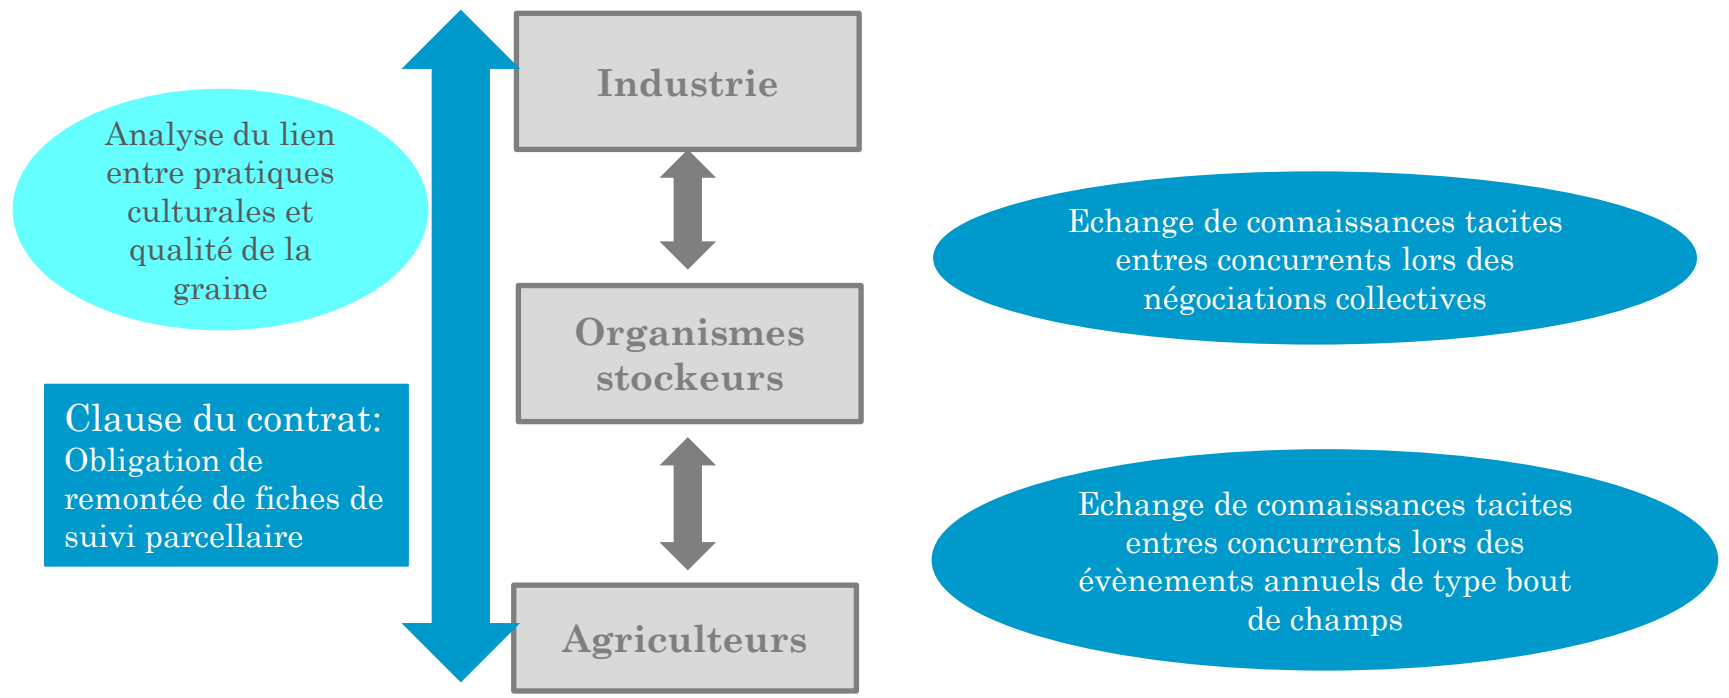 Industrie
Analyse du lien
entre pratiques
culturales et
qualité de la
graine
Echange de connaissances tacites
entres concurrents lors des
négociations collectives
Organismes
stockeurs
Clause du contrat:
Obligation de
remontée de fiches de
suivi parcellaire
Echange de connaissances tacites
entres concurrents lors des
évènements annuels de type bout
de champs
Agriculteurs